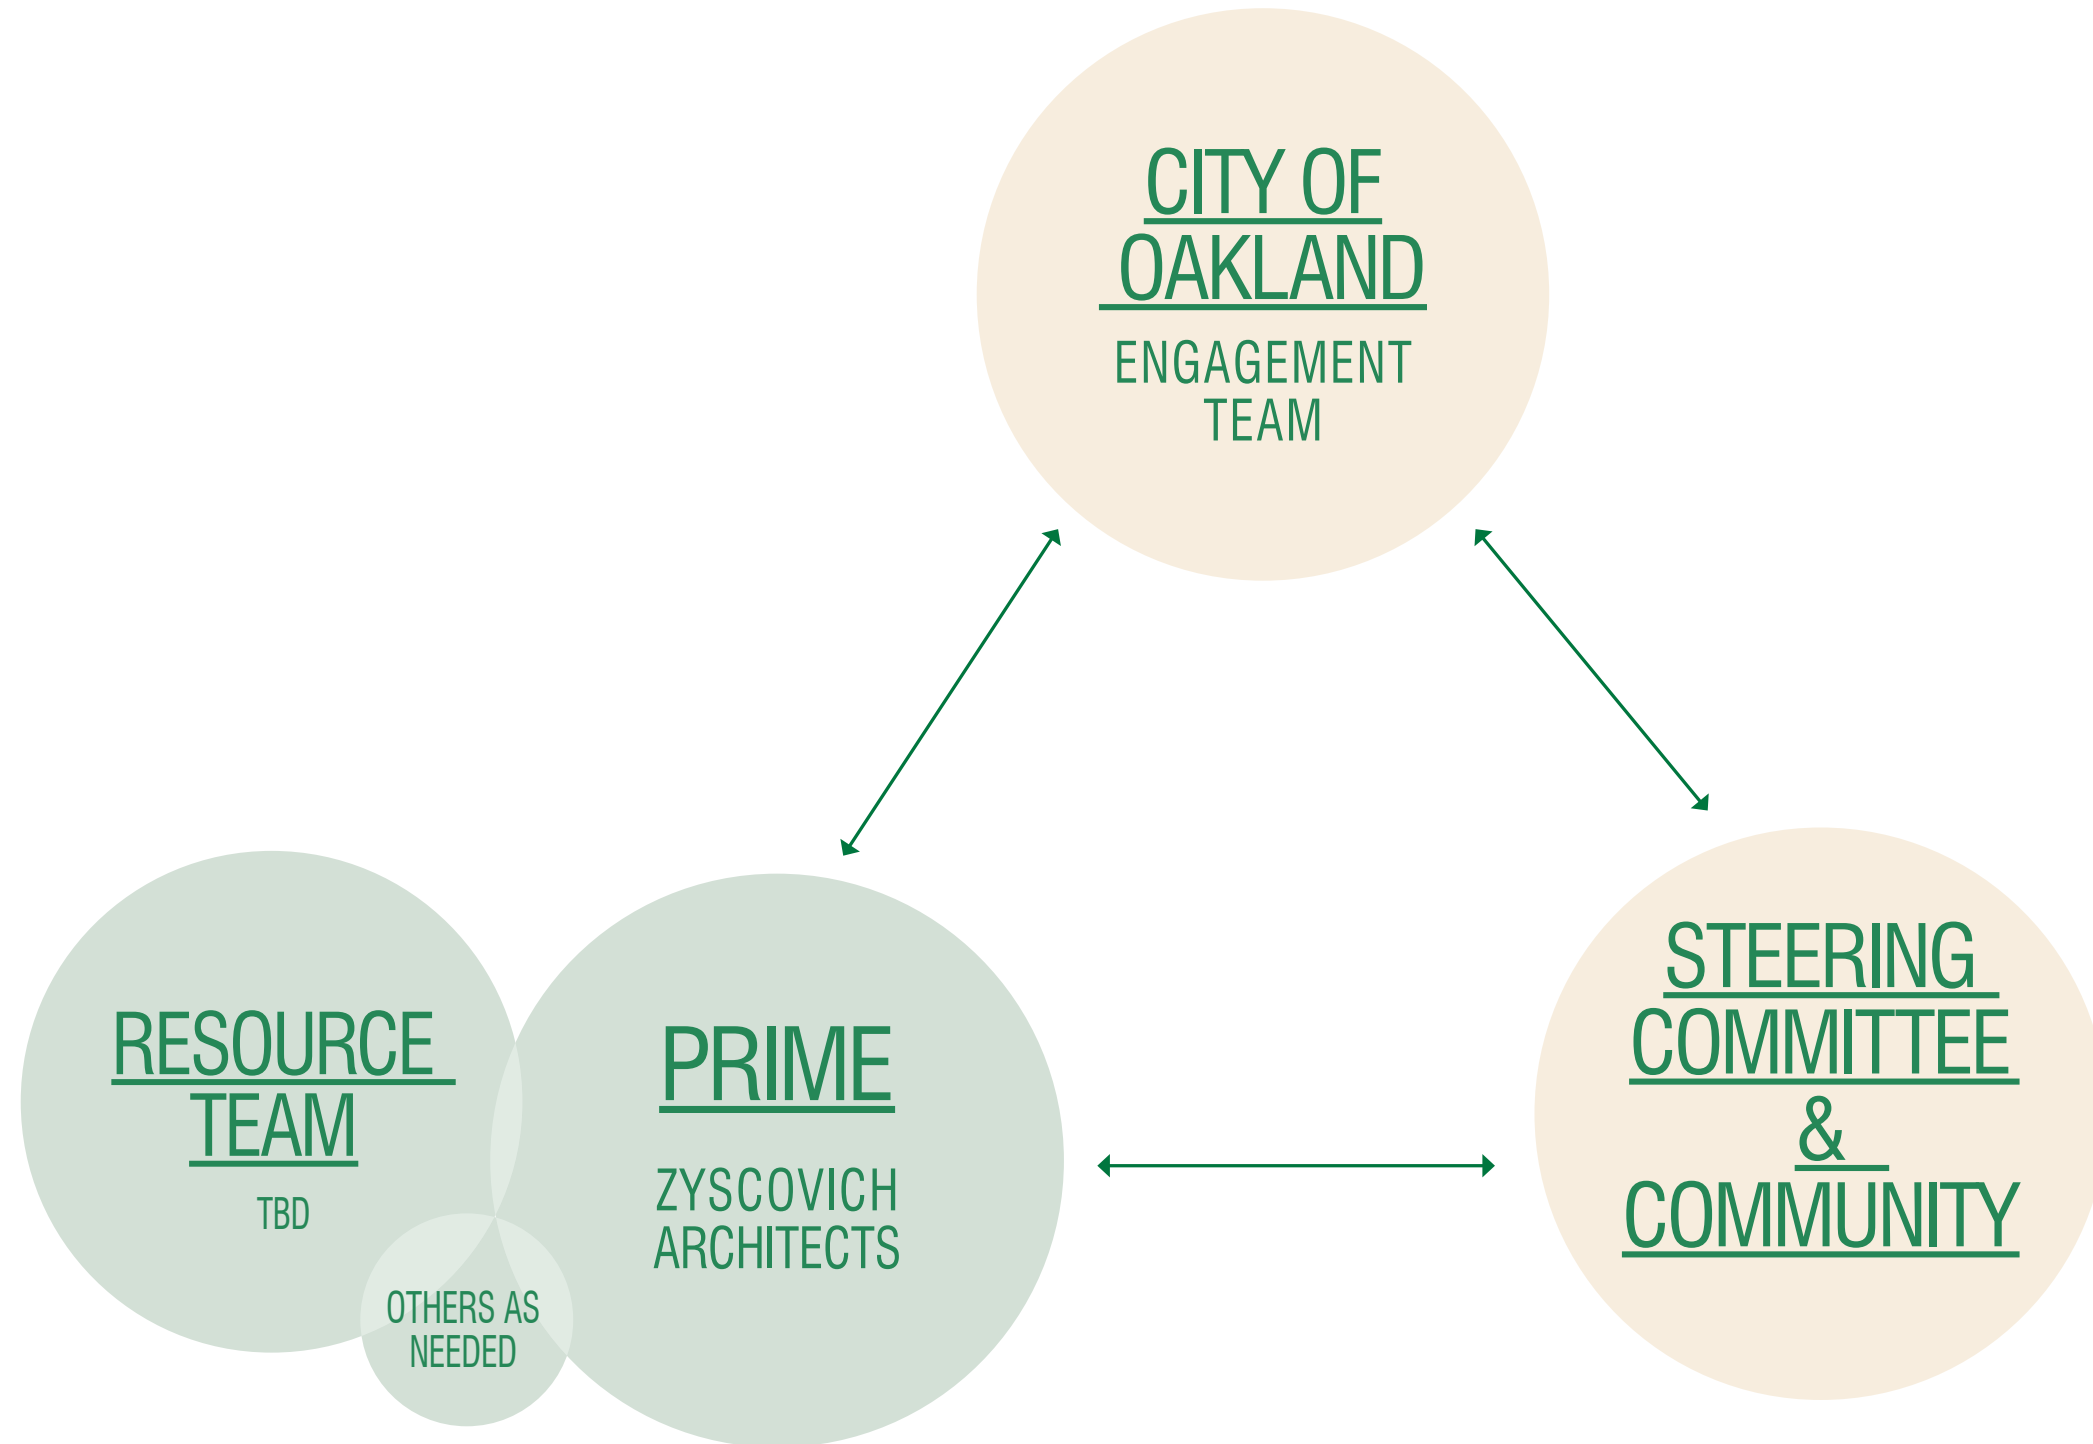 CITY OF
OAKLAND
ENGAGEMENT
TEAM
RESOURCE
TEAM
TBD
OTHERS AS
NEEDED
PRIME
ZYSCOVICH
ARCHITECTS
STEERING
COMMITTEE
&
COMMUNITY